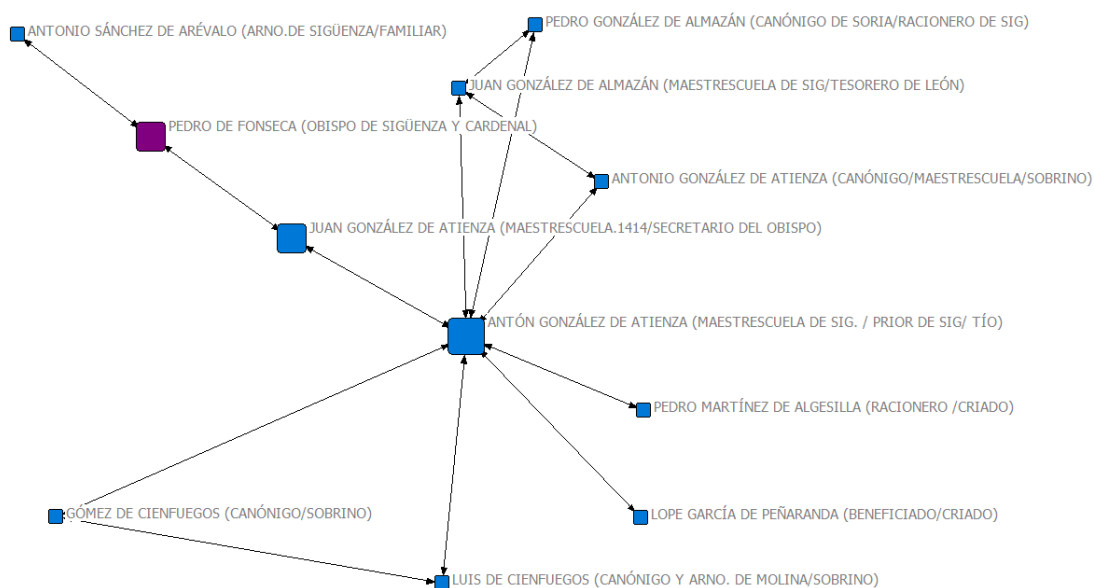 PEDRO GONZÁLEZ DE ALMAZÁN (CANÓNIGO DE SORIA/RACIONERO DE SIG)
ANTONIO SÁNCHEZ DE ARÉVALO (ARNO.DE SIGÜENZA/FAMILIAR)
JUAN GONZÁLEZ DE ALMAZÁN (MAESTRESCUELA DE SIG/TESORERO DE LEÓN)
PEDRO DE FONSECA (OBISPO DE SIGÜENZA Y CARDENAL)
ANTONIO GONZÁLEZ DE ATIENZA (CANÓNIGO/MAESTRESCUELA/SOBRINO)
JUAN GONZÁLEZ DE ATIENZA (MAESTRESCUELA.1414/SECRETARIO DEL OBISPO)
ANTÓN GONZÁLEZ DE ATIENZA (MAESTRESCUELA DE SIG. / PRIOR DE SIG/ TÍO)
PEDRO MARTÍNEZ DE ALGESILLA (RACIONERO /CRIADO)
GÓMEZ DE CIENFUEGOS (CANÓNIGO/SOBRINO)
LOPE GARCÍA DE PEÑARANDA (BENEFICIADO/CRIADO)
LUIS DE CIENFUEGOS (CANÓNIGO Y ARNO. DE MOLINA/SOBRINO)